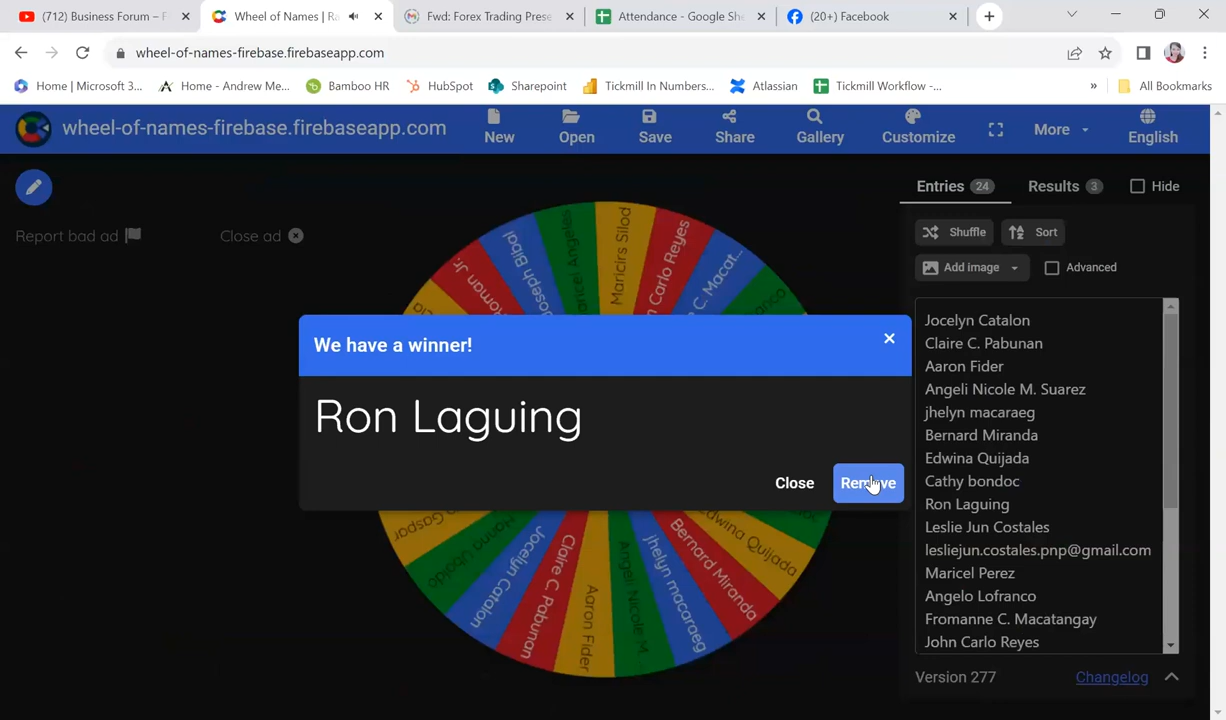 (712) Business Forum – F
Wheel of Names | Ra
Fwd: Forex Trading Prese
Attendance - Google She
(20+) Facebook
wheel-of-names-firebase.firebaseapp.com
Home | Microsoft 3...
Home - Andrew Me...
Bamboo HR
HubSpot
Sharepoint
Tickmill In Numbers...
Atlassian
Tickmill Workflow -...
»
All Bookmarks
wheel-of-names-firebase.firebaseapp.com
New
Open
Save
Share
Gallery
Customize
More
English
Report bad ad
Close ad
Entries 24
Results 3
Hide
Shuffle
Sort
Add image
Advanced
Joseph Bibal
Maricirs Silod
Carlo Reyes
C. Macat...
We have a winner!
Ron Laguing
Close
Remove
Jocelyn Catalon
Claire C. Pabunan
Aaron Fider
Angeli Nicole M
jhelyn macaraeg
Bernard Miranda
Edwina Quijada
Jocelyn Catalon
Claire C. Pabunan
Aaron Fider
Angeli Nicole M. Suarez
jhelyn macaraeg
Bernard Miranda
Edwina Quijada
Cathy bondoc
Ron Laguing
Leslie Jun Costales
lesliejun.costales.pnp@gmail.com
Maricel Perez
Angelo Lofranco
Fromanne C. Macatangay
John Carlo Reyes
Version 277
Changelog